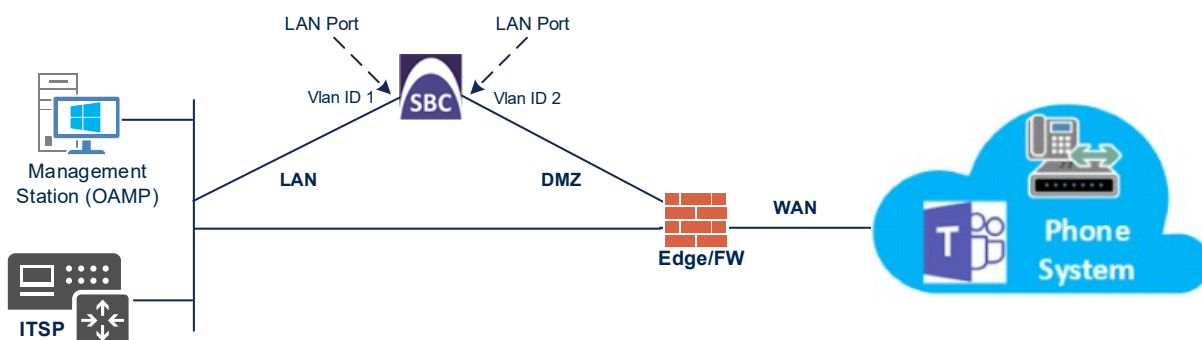 LAN Port
LAN Port
Vlan ID 1
SBC
Vlan ID 2
Management
Station (OAMP)
LAN
DMZ
WAN
Edge/FW
T
Phone
System
ITSP